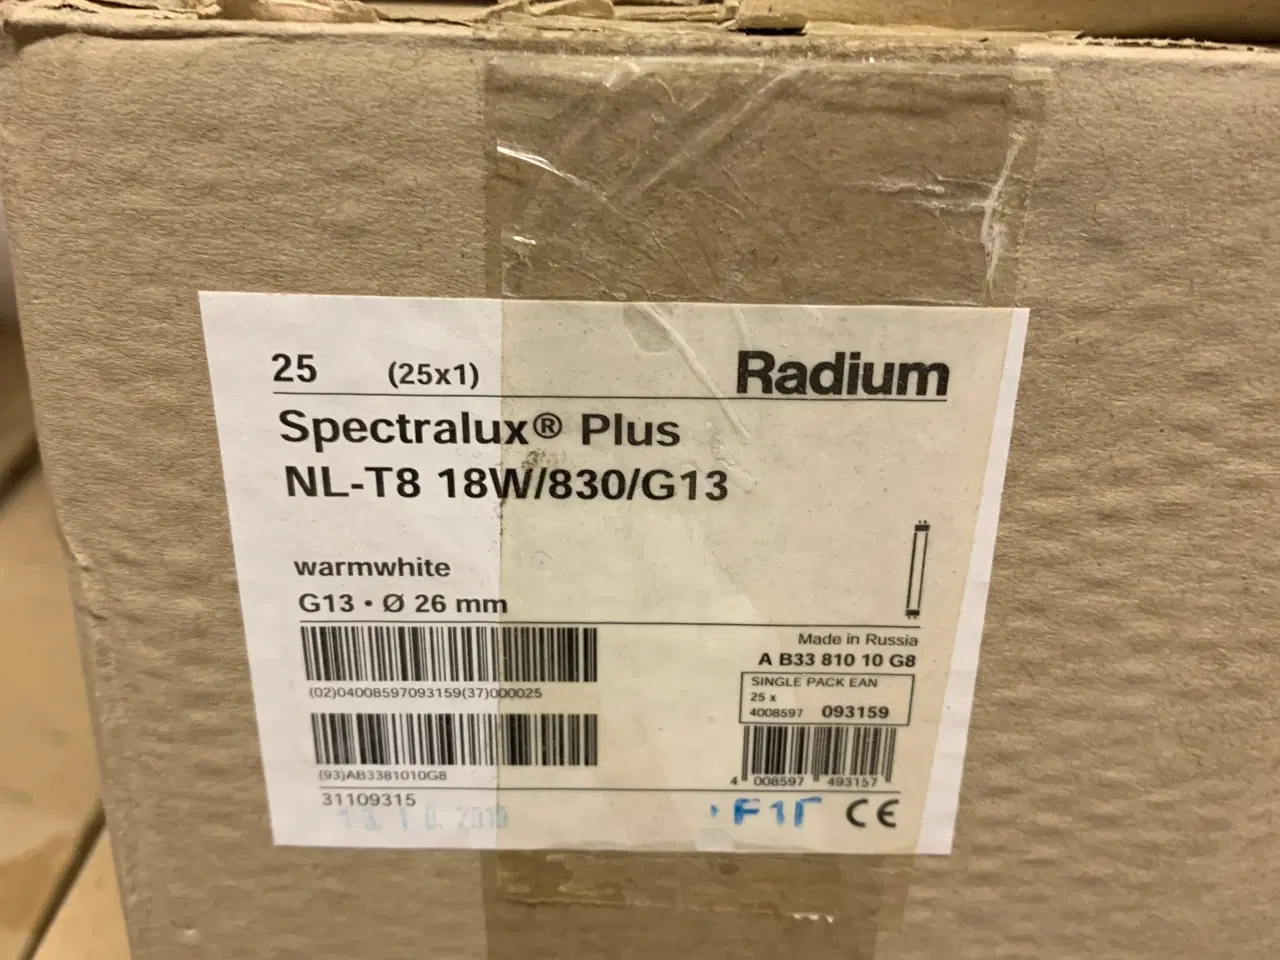 25 (25x1) Radium
Spectralux® Plus
NL-T8 18W/830/G13
warmwhite
G13 • Ø 26 mm
Made in Russia
A B33 810 10 G8
(02)04008597093159(37)000025
SINGLE PACK EAN
25 x
4008597 093159
(93)AB3381010G8
4 008597 493157
31109315
CE